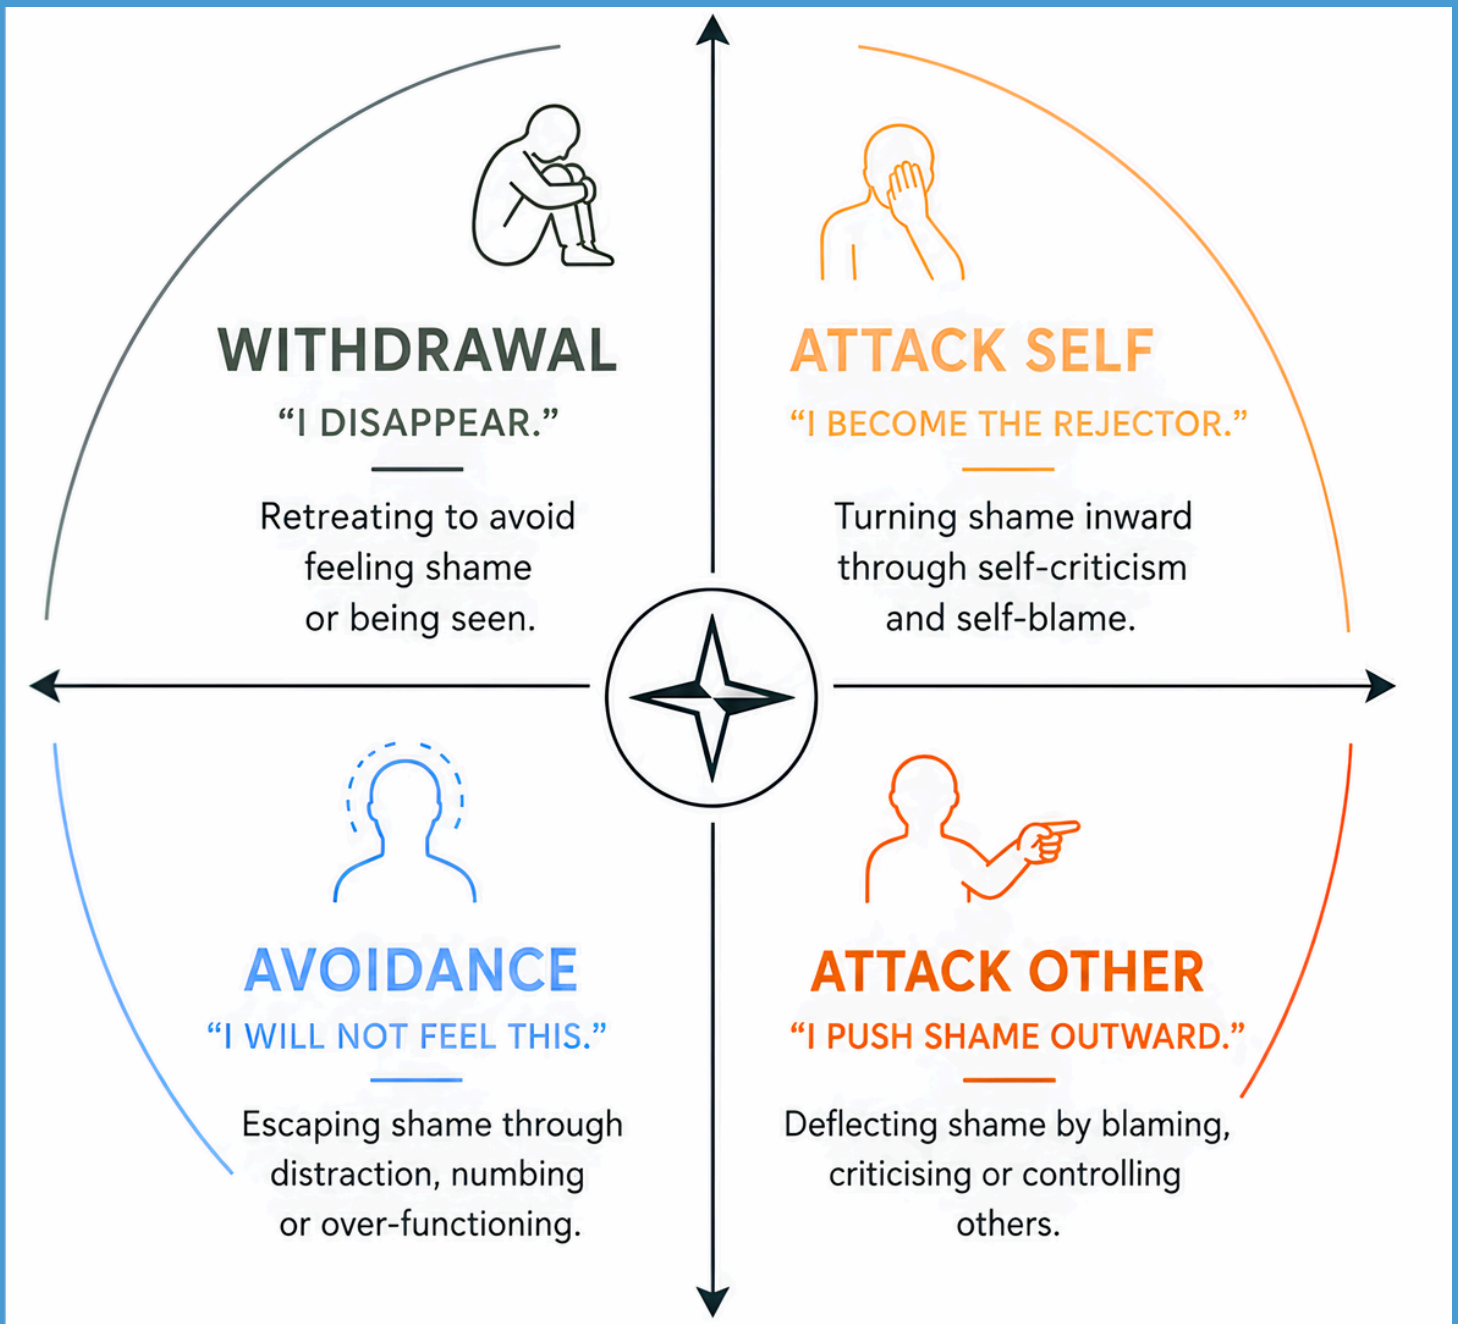 WITHDRAWAL
“I DISAPPEAR.”
Retreating to avoid
feeling shame
or being seen.
ATTACK SELF
“I BECOME THE REJECTOR.”
Turning shame inward
through self-criticism
and self-blame.
AVOIDANCE
“I WILL NOT FEEL THIS.”
Escaping shame through
distraction, numbing
or over-functioning.
ATTACK OTHER
“I PUSH SHAME OUTWARD.”
Deflecting shame by blaming,
criticising or controlling
others.